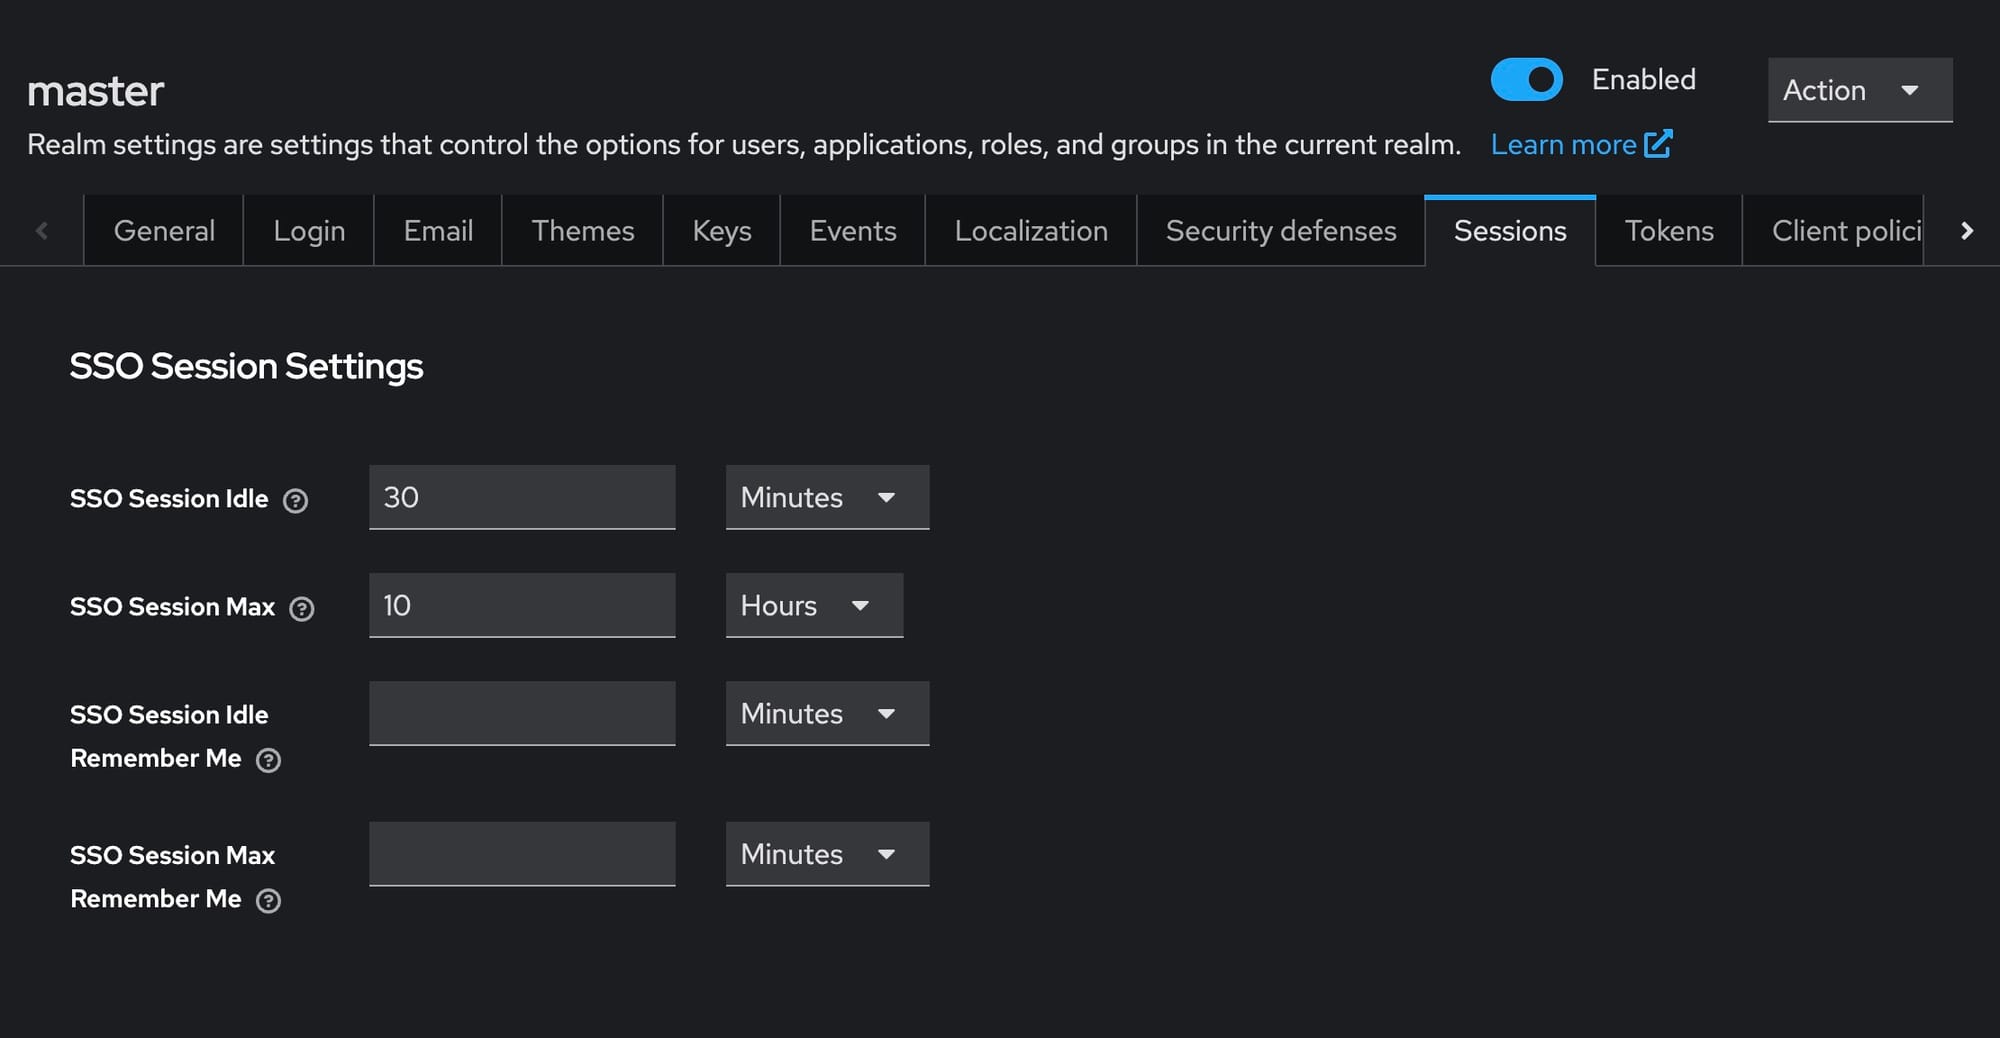 master
Enabled
Action
Realm settings are settings that control the options for users, applications, roles, and groups in the current realm. Learn more
General Login Email Themes Keys Events Localization Security defenses Sessions Tokens Client polici
SSO Session Settings
SSO Session Idle 30 Minutes
SSO Session Max 10 Hours
SSO Session Idle Minutes
Remember Me
SSO Session Max Minutes
Remember Me